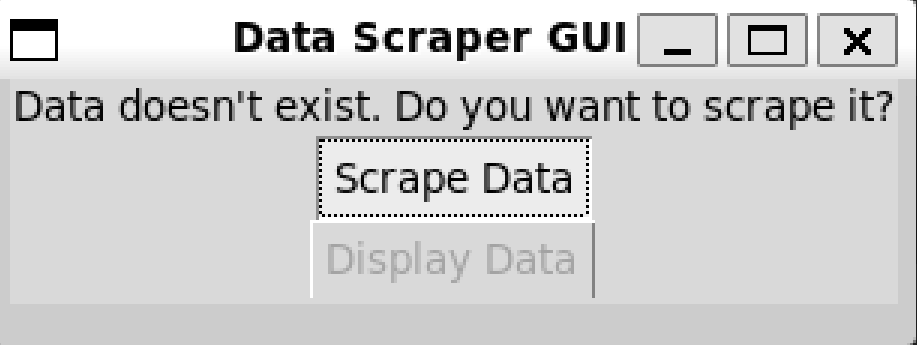 Data Scraper GUI
Data doesn't exist. Do you want to scrape it?
Scrape Data
Display Data